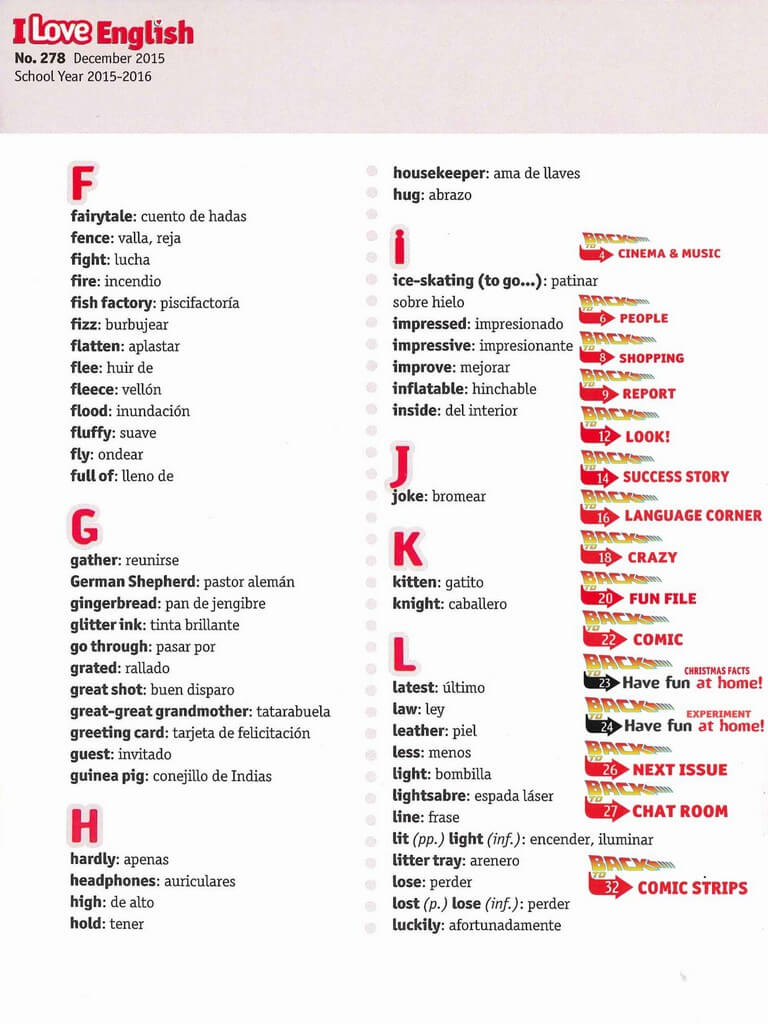 I Love English
No. 278 December 2015
School Year 2015-2016
F
fairytale: cuento de hadas
fence: valla, reja
fight: lucha
fire: incendio
fish factory: piscifactoría
fizz: burbujear
flatten: aplastar
flee: huir de
fleece: vellón
flood: inundación
fluffy: suave
fly: ondear
full of: lleno de
G
gather: reunirse
German Shepherd: pastor alemán
gingerbread: pan de jengibre
glitter ink: tinta brillante
go through: pasar por
grated: rallado
great shot: buen disparo
great-great grandmother: tatarabuela
greeting card: tarjeta de felicitación
guest: invitado
guinea pig: conejillo de Indias
H
hardly: apenas
headphones: auriculares
high: de alto
hold: tener
housekeeper: ama de llaves
hug: abrazo
i
ice-skating (to go...): patinar
sobre hielo
impressed: impresionado
impressive: impresionante
improve: mejorar
inflatable: hinchable
inside: del interior
J
joke: bromear
K
kitten: gatito
knight: caballero
L
latest: último
law: ley
leather: piel
less: menos
light: bombilla
lightsabre: espada láser
line: frase
lit (pp.) light (inf.): encender, iluminar
litter tray: arenero
lose: perder
lost (p.) lose (inf.): perder
luckily: afortunadamente
BACK TO 4 CINEMA & MUSIC
BACK TO 6 PEOPLE
BACK TO 8 SHOPPING
BACK TO 9 REPORT
BACK TO 12 LOOK!
BACK TO 14 SUCCESS STORY
BACK TO 16 LANGUAGE CORNER
BACK TO 18 CRAZY
BACK TO 20 FUN FILE
BACK TO 22 COMIC
BACK TO 23 CHRISTMAS FACTS
Have fun at home!
BACK TO 24 EXPERIMENT
Have fun at home!
BACK TO 26 NEXT ISSUE
BACK TO 27 CHAT ROOM
BACK TO 32 COMIC STRIPS